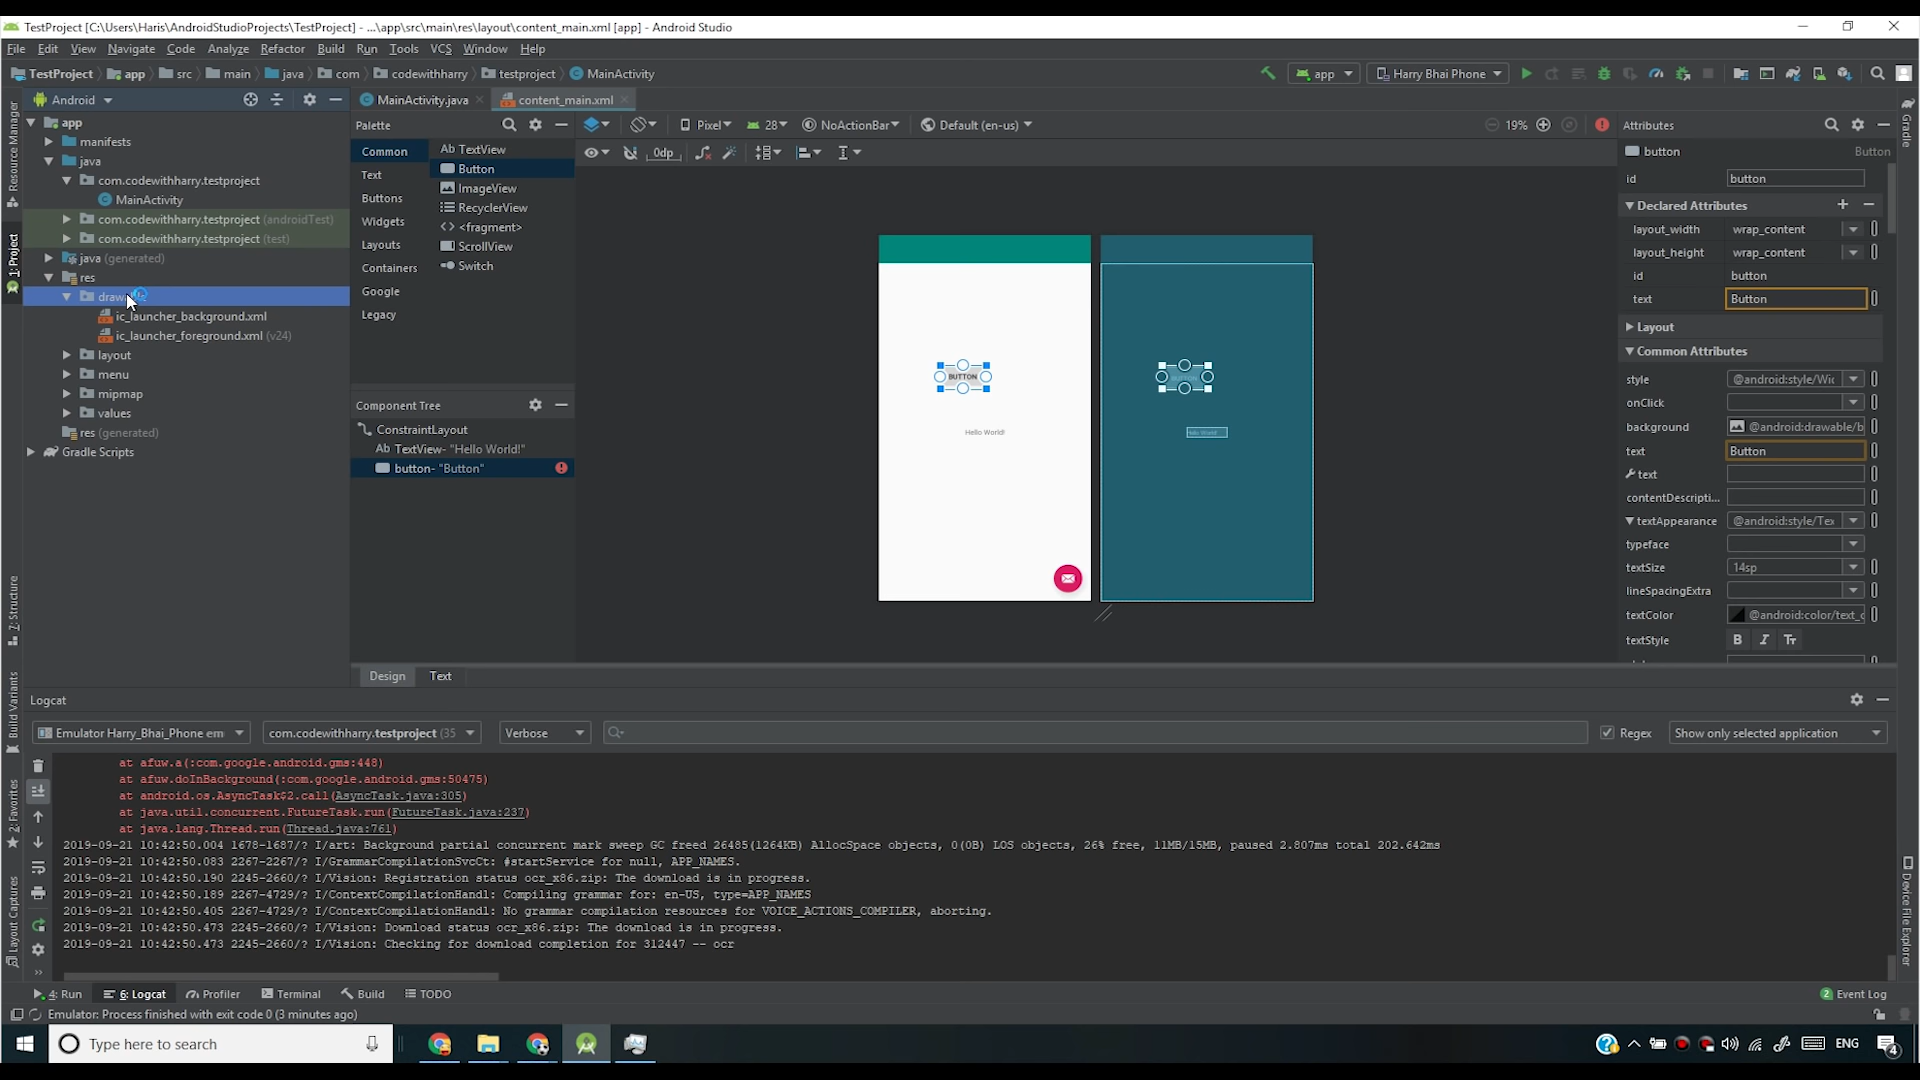 TestProject [C:\Users\Haris\AndroidStudioProjects\TestProject] - ...\app\src\main\res\layout\content_main.xml [app] - Android Studio
File Edit View Navigate Code Analyze Refactor Build Run Tools VCS Window Help
TestProject app src main java com codewithharry testproject MainActivity
app Harry Bhai Phone
Android MainActivity.java content_main.xml
Resource Manager
1: Project
7: Structure
Build Variants
2: Favorites
Layout Captures
Gradle
Device File Explorer
app
manifests
java
com.codewithharry.testproject
MainActivity
com.codewithharry.testproject (androidTest)
com.codewithharry.testproject (test)
java (generated)
res
ic_launcher_background.xml
ic_launcher_foreground.xml (v24)
layout
menu
mipmap
values
res (generated)
Gradle Scripts
Palette
Common
Text
Buttons
Widgets
Layouts
Containers
Google
Legacy
Ab TextView
Button
ImageView
RecyclerView
<fragment>
ScrollView
Switch
Component Tree
ConstraintLayout
Ab TextView- "Hello World!"
button- "Button"
Pixel 28 NoActionBar Default (en-us) 19%
0dp
BUTTON
Hello World!
Design Text
Attributes
button Button
id button
Declared Attributes
layout_width wrap_content
layout_height wrap_content
id button
text Button
Layout
Common Attributes
style @android:style/Wic
onClick
background @android:drawable/b
text Button
text
contentDescripti...
textAppearance @android:style/Tex
typeface
textSize 14sp
lineSpacingExtra
textColor @android:color/text_c
textStyle B I Tr
Logcat
Emulator Harry_Bhai_Phone em com.codewithharry.testproject (35 Verbose Regex Show only selected application
at afuw.a(:com.google.android.gms:448)
at afuw.doInBackground(:com.google.android.gms:50475)
at android.os.AsyncTask$2.call(AsyncTask.java:305)
at java.util.concurrent.FutureTask.run(FutureTask.java:237)
at java.lang.Thread.run(Thread.java:761)
2019-09-21 10:42:50.004 1678-1687/? I/art: Background partial concurrent mark sweep GC freed 26485(1264KB) AllocSpace objects, 0(0B) LOS objects, 26% free, 11MB/15MB, paused 2.807ms total 202.642ms
2019-09-21 10:42:50.083 2267-2267/? I/GrammarCompilationSvcCt: #startService for null, APP_NAMES.
2019-09-21 10:42:50.190 2245-2660/? I/Vision: Registration status ocr_x86.zip: The download is in progress.
2019-09-21 10:42:50.189 2267-4729/? I/ContextCompilationHandl: Compiling grammar for: en-US, type=APP_NAMES
2019-09-21 10:42:50.405 2267-4729/? I/ContextCompilationHandl: No grammar compilation resources for VOICE_ACTIONS_COMPILER, aborting.
2019-09-21 10:42:50.473 2245-2660/? I/Vision: Download status ocr_x86.zip: The download is in progress.
2019-09-21 10:42:50.473 2245-2660/? I/Vision: Checking for download completion for 312447 -- ocr
4: Run 6: Logcat Profiler Terminal Build TODO 2 Event Log
Emulator: Process finished with exit code 0 (3 minutes ago)
Type here to search ENG 4